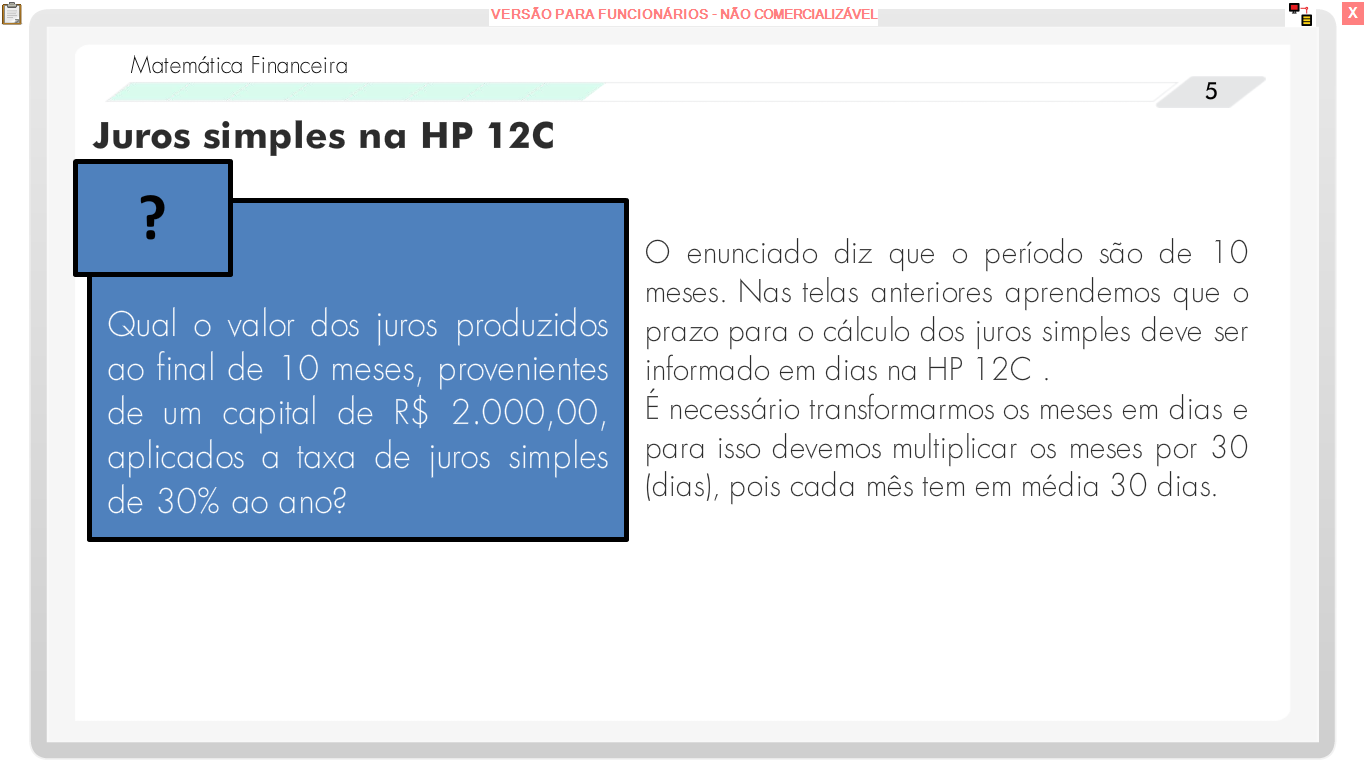 VERSÃO PARA FUNCIONÁRIOS - NÃO COMERCIALIZÁVEL
X
Matemática Financeira
5
Juros simples na HP 12C
?
Qual o valor dos juros produzidos
ao final de 10 meses, provenientes
de um capital de R$ 2.000,00,
aplicados a taxa de juros simples
de 30% ao ano?
O enunciado diz que o período são de 10
meses. Nas telas anteriores aprendemos que o
prazo para o cálculo dos juros simples deve ser
informado em dias na HP 12C .
É necessário transformarmos os meses em dias e
para isso devemos multiplicar os meses por 30
(dias), pois cada mês tem em média 30 dias.